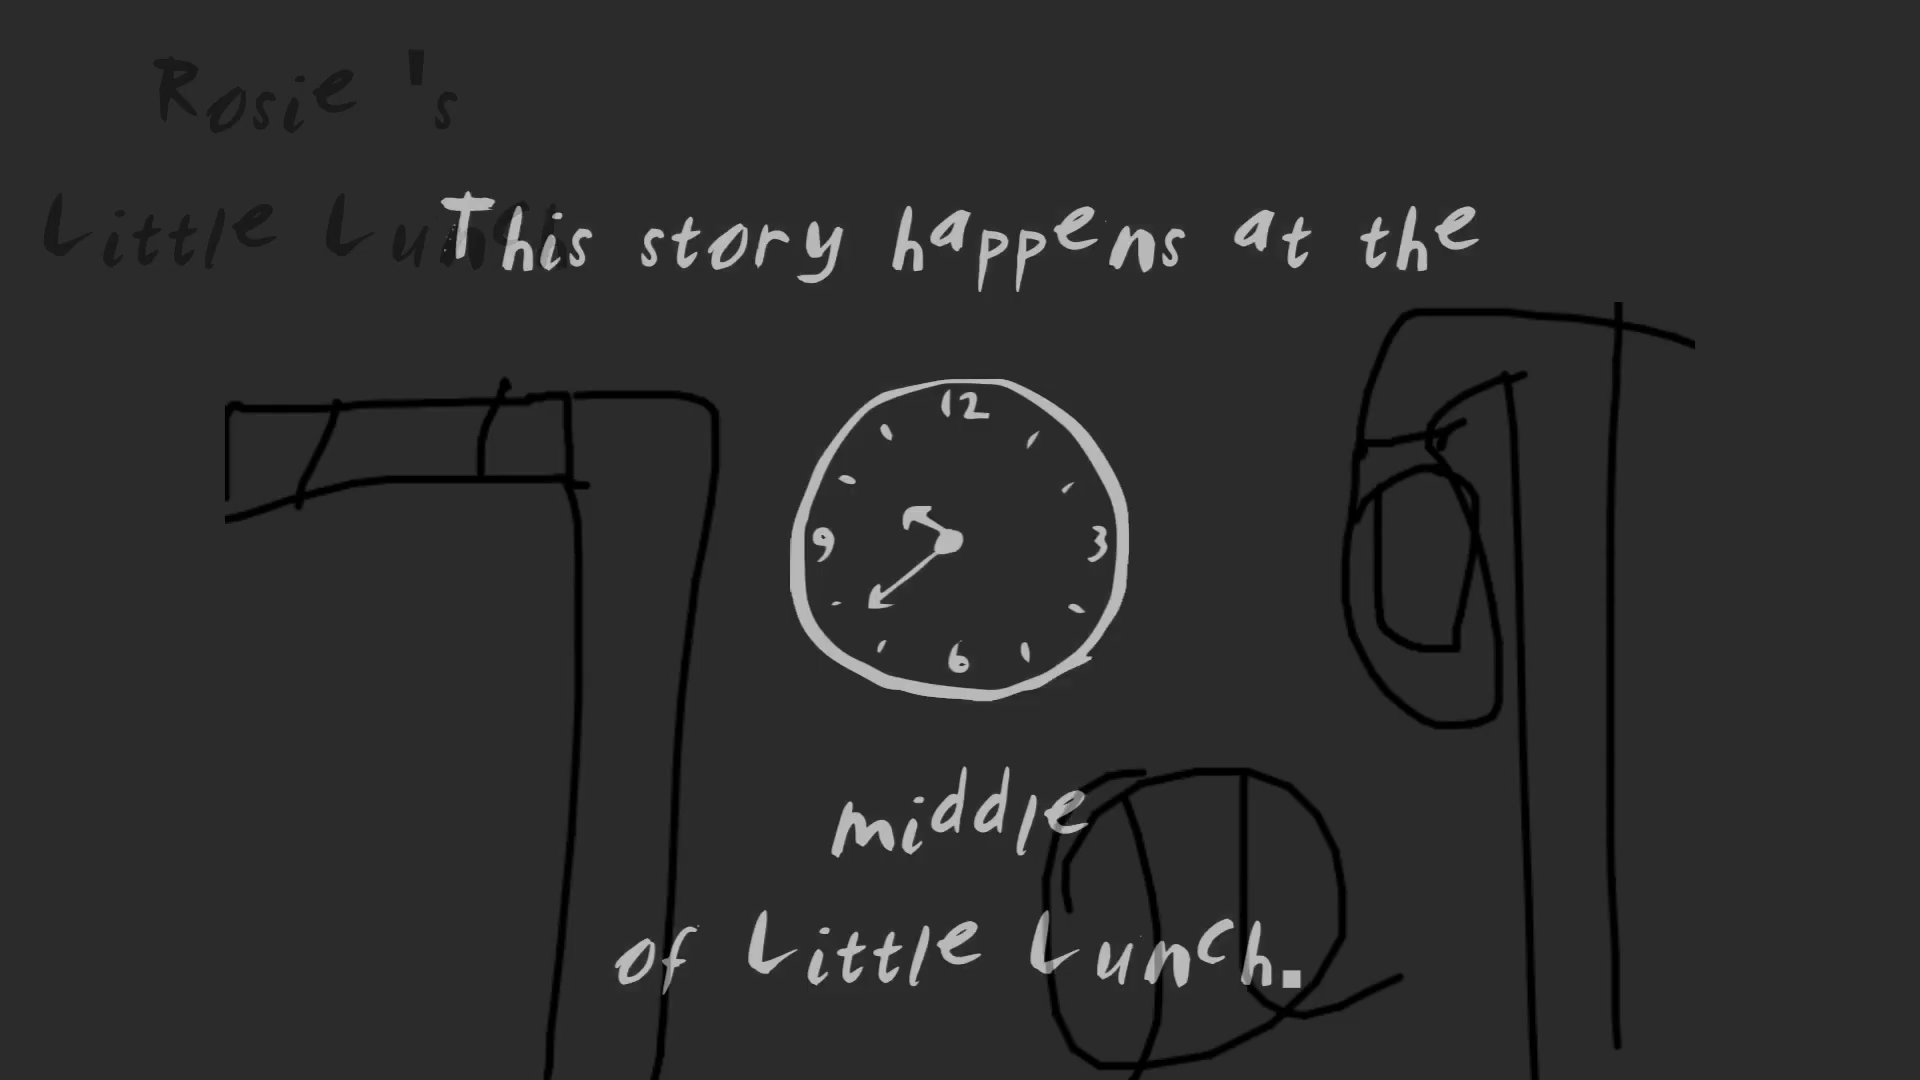 Rosie 's
Little Lunch
This story happens at the
12
9
3
6
middle
of Little Lunch.